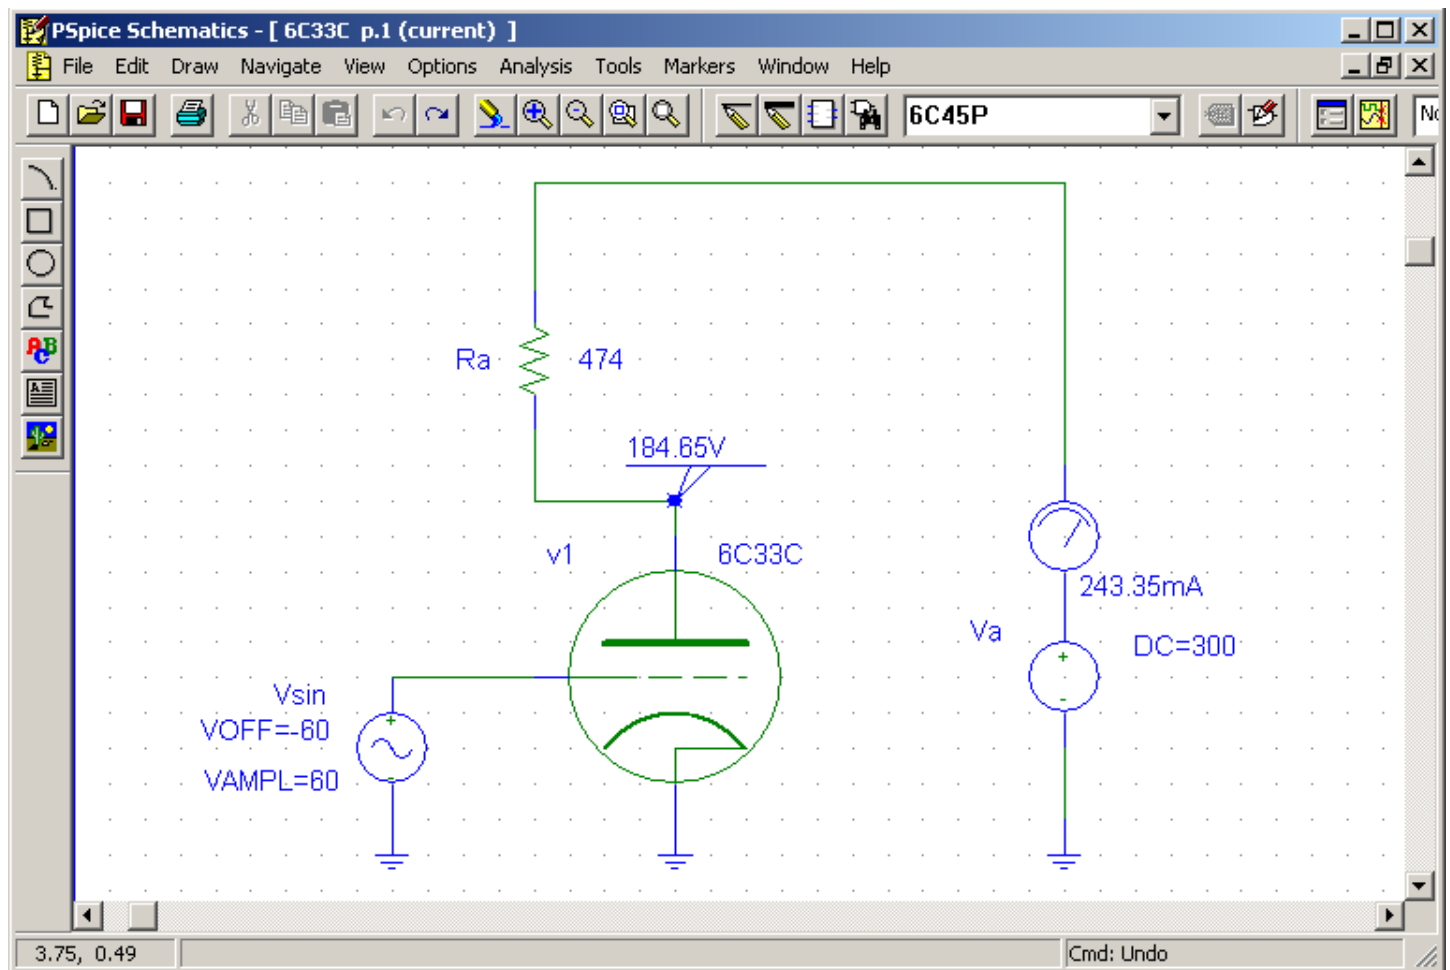 PSpice Schematics - [ 6C33C p.1 (current) ]
File Edit Draw Navigate View Options Analysis Tools Markers Window Help
6C45P
ABC
Ra 474
184.65V
v1 6C33C
243.35mA
Va DC=300
Vsin
VOFF=-60
VAMPL=60
3.75, 0.49 Cmd: Undo